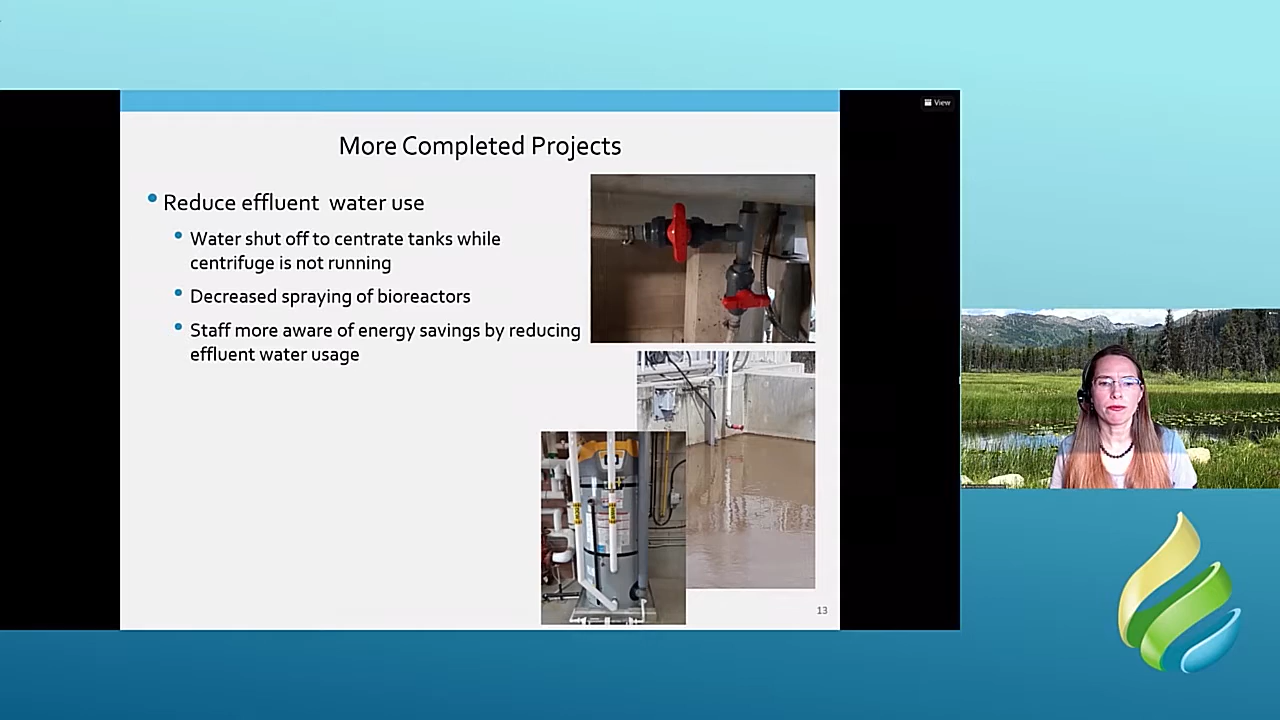 View
More Completed Projects
• Reduce effluent water use
• Water shut off to centrate tanks while
centrifuge is not running
• Decreased spraying of bioreactors
• Staff more aware of energy savings by reducing
effluent water usage
13